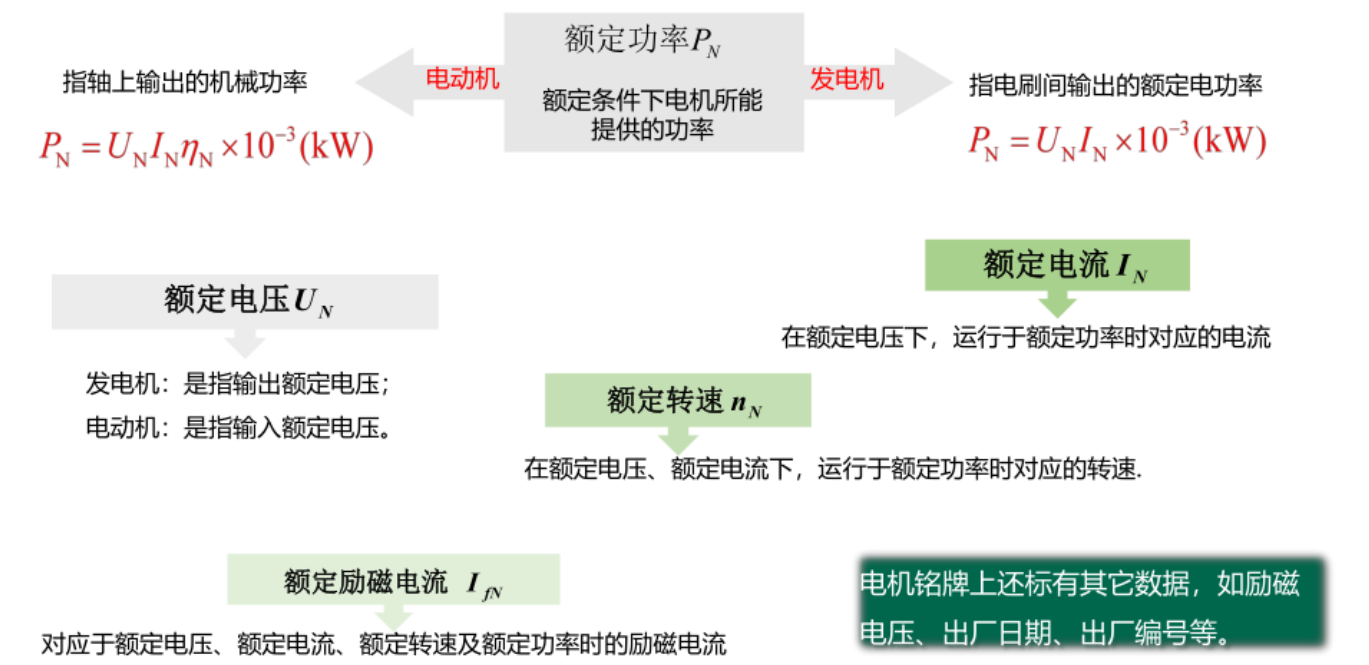 额定功率P_N
额定条件下电机所能
提供的功率
电动机
指轴上输出的机械功率
P_N = U_N I_N η_N ×10⁻³(kW)
发电机
指电刷间输出的额定电功率
P_N = U_N I_N ×10⁻³(kW)
额定电压U_N
发电机：是指输出额定电压；
电动机：是指输入额定电压。
额定电流 I_N
在额定电压下，运行于额定功率时对应的电流
额定转速 n_N
在额定电压、额定电流下，运行于额定功率时对应的转速.
额定励磁电流 I_fN
对应于额定电压、额定电流、额定转速及额定功率时的励磁电流
电机铭牌上还标有其它数据，如励磁
电压、出厂日期、出厂编号等。